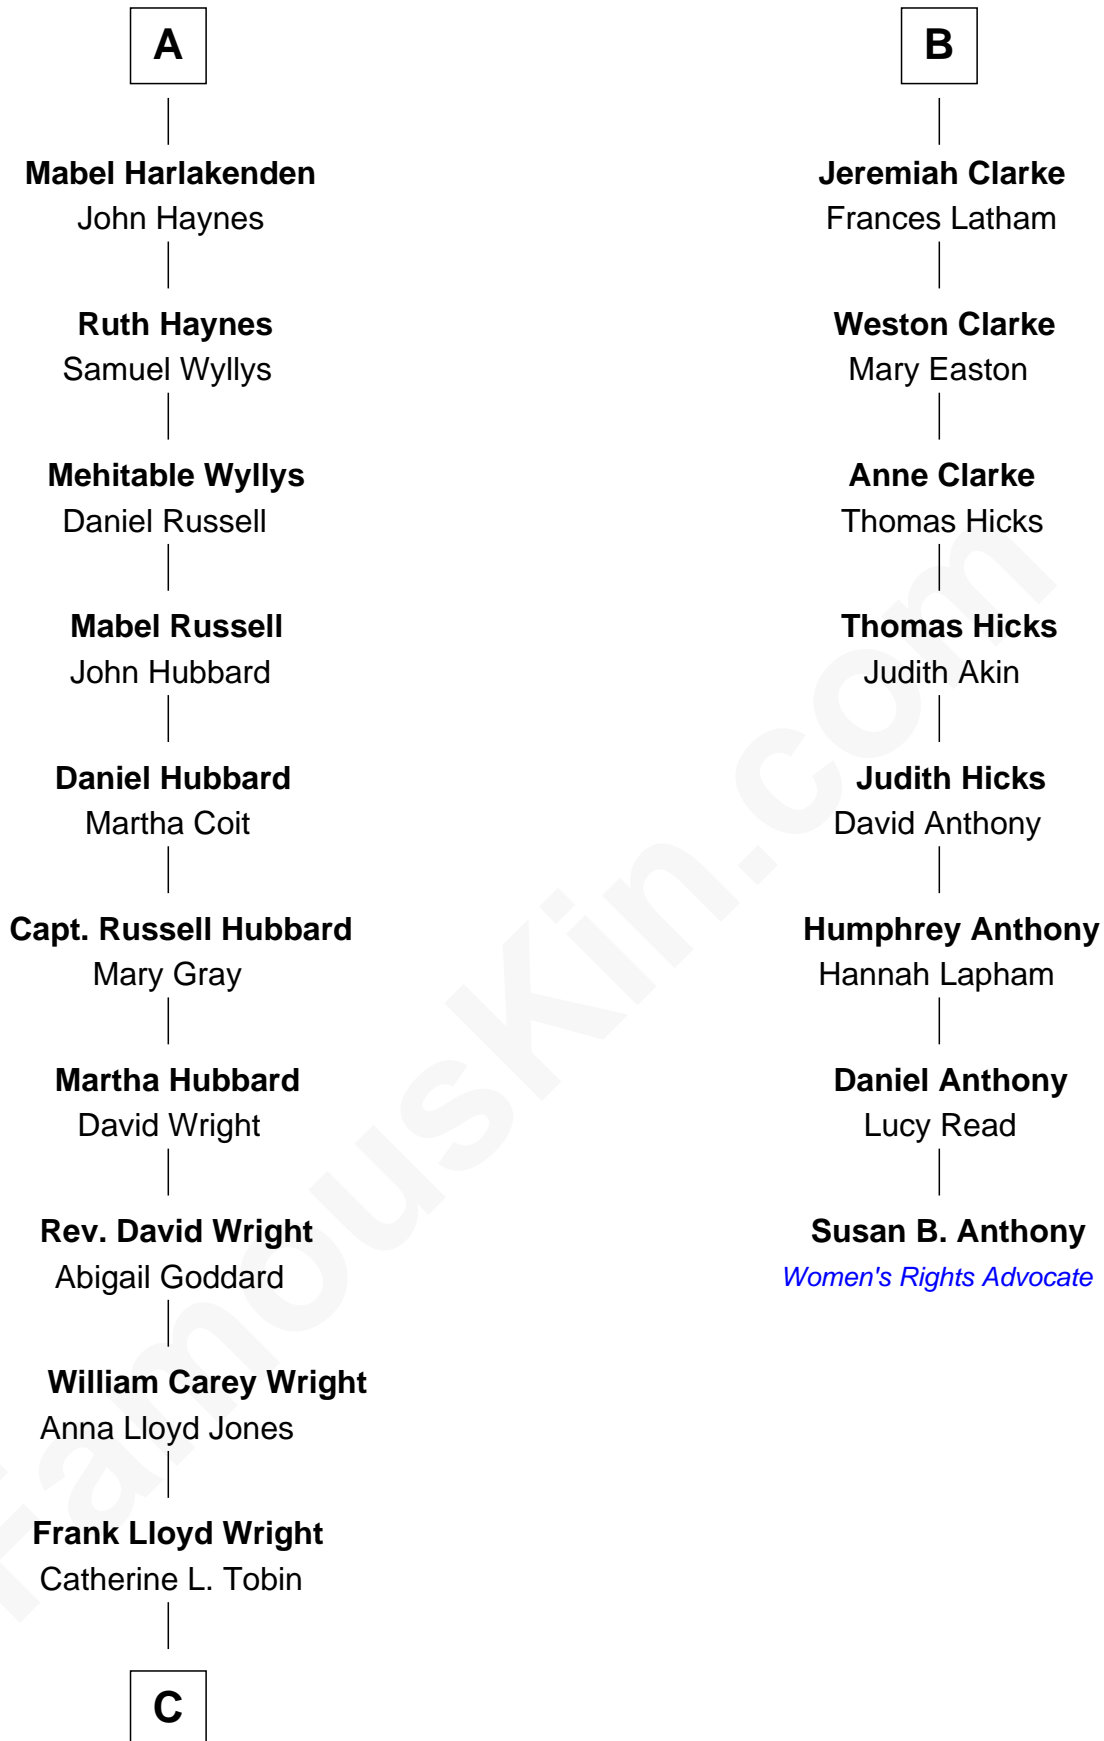 A
Mabel Harlakenden
John Haynes
Ruth Haynes
Samuel Wyllys
Mehitable Wyllys
Daniel Russell
Mabel Russell
John Hubbard
Daniel Hubbard
Martha Coit
Capt. Russell Hubbard
Mary Gray
Martha Hubbard
David Wright
Rev. David Wright
Abigail Goddard
William Carey Wright
Anna Lloyd Jones
Frank Lloyd Wright
Catherine L. Tobin
C
B
Jeremiah Clarke
Frances Latham
Weston Clarke
Mary Easton
Anne Clarke
Thomas Hicks
Thomas Hicks
Judith Akin
Judith Hicks
David Anthony
Humphrey Anthony
Hannah Lapham
Daniel Anthony
Lucy Read
Susan B. Anthony
Women's Rights Advocate
FamousKin.com